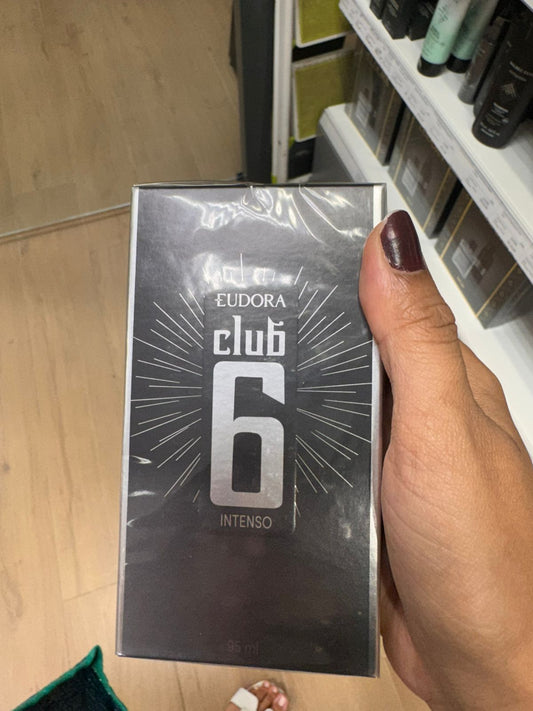 EUDORA
club
6
INTENSO
95 ml